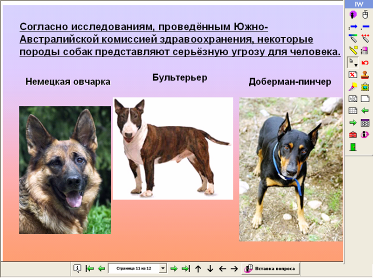 IW
Согласно исследованиям, проведённым Южно-
Австралийской комиссией здравоохранения, некоторые
породы собак представляют серьёзную угрозу для человека.
Немецкая овчарка
Бультерьер
Доберман-пинчер
Страница 11 из 12
Вставка вопроса